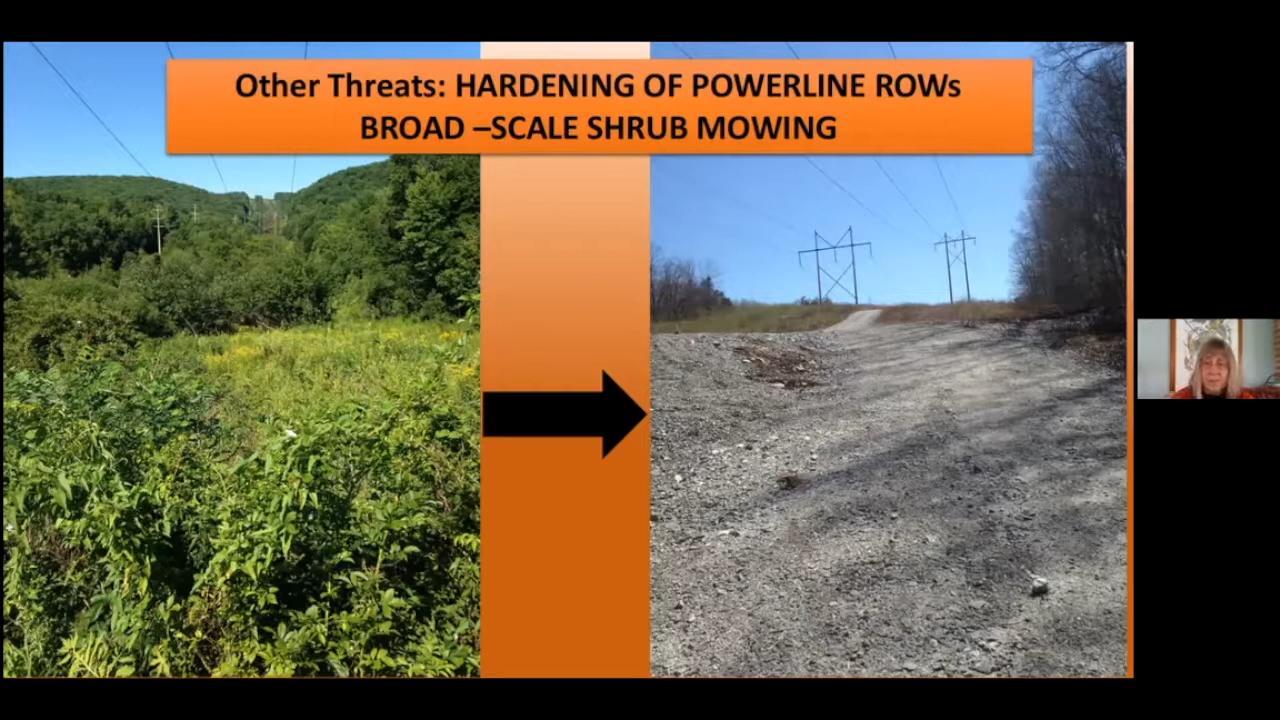 Other Threats: HARDENING OF POWERLINE ROWs
BROAD –SCALE SHRUB MOWING